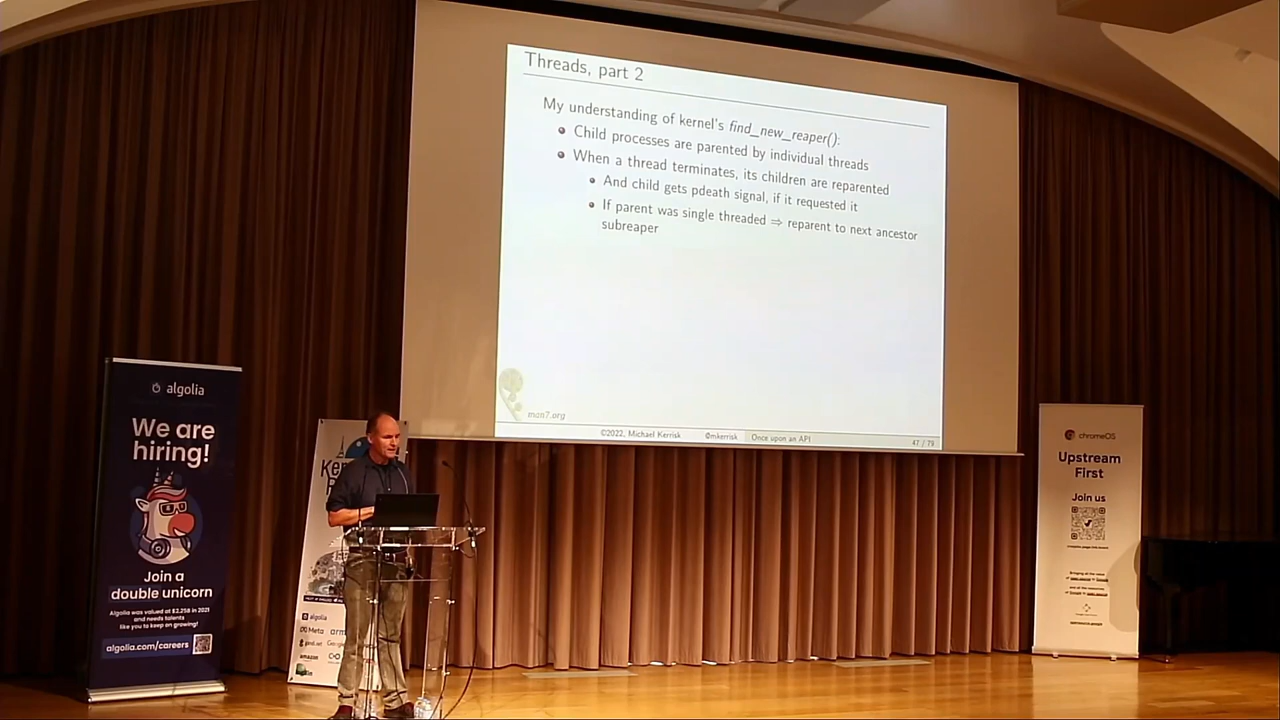 Threads, part 2
My understanding of kernel's find_new_reaper():
Child processes are parented by individual threads
When a thread terminates, its children are reparented
And child gets pdeath signal, if it requested it
If parent was single threaded ⇒ reparent to next ancestor
subreaper
man7.org
©2022, Michael Kerrisk @mkerrisk Once upon an API 47 / 79
algolia
We are
hiring!
Join a
double unicorn
Algolia was valued at $2.25B in 2021
and needs talents
like you to keep on growing!
algolia.com/careers
algolia
Meta arm
amazon
chromeOS
Upstream
First
Join us